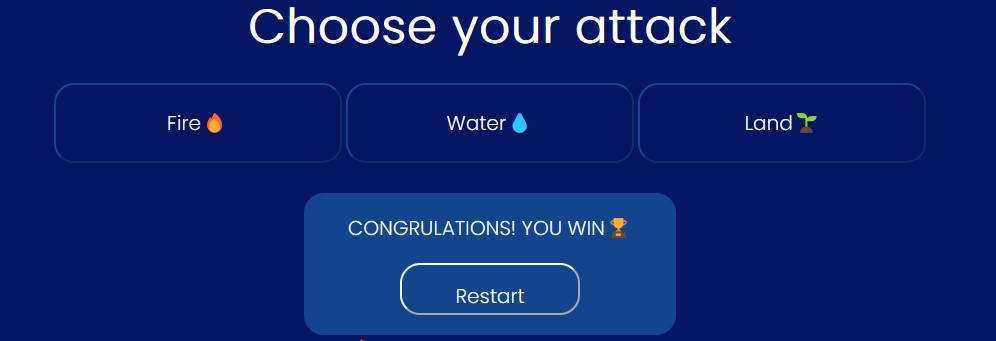 Choose your attack
Fire🔥 Water💧 Land🌱
CONGRULATIONS! YOU WIN🏆
Restart